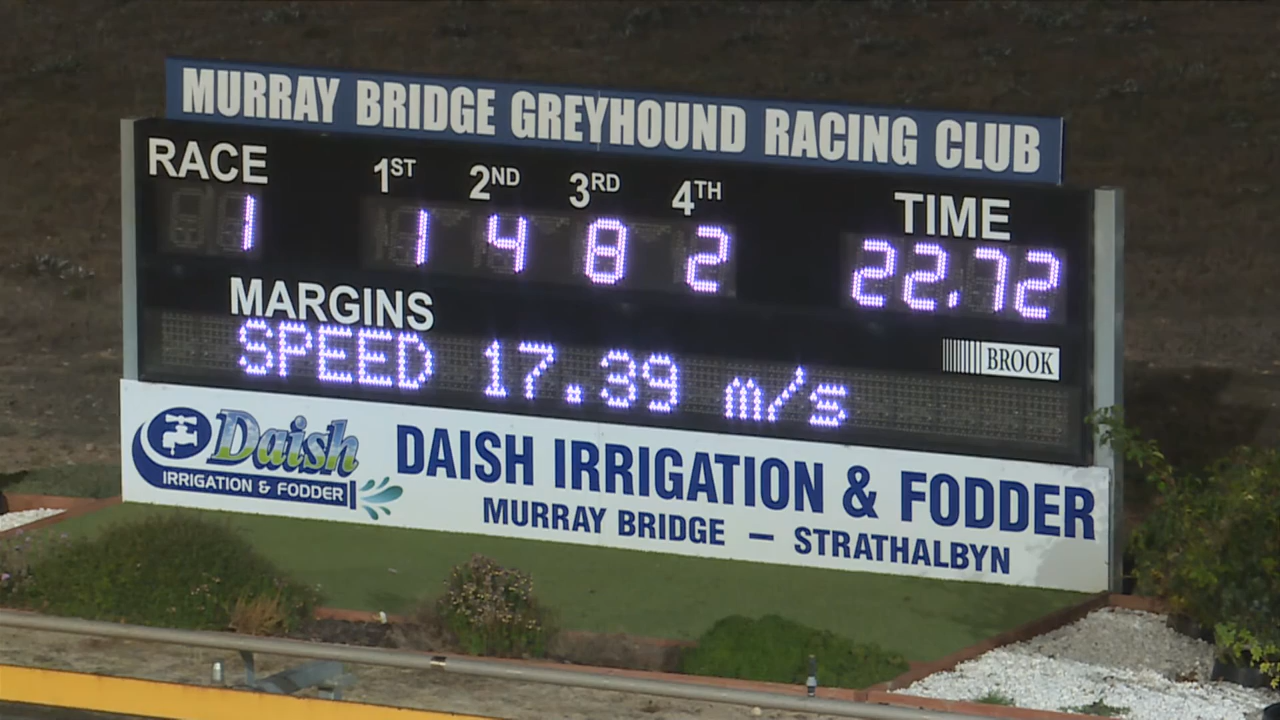 MURRAY BRIDGE GREYHOUND RACING CLUB
RACE 1ST 2ND 3RD 4TH TIME
1 1 4 8 2 22.72
MARGINS
SPEED 17.39 m/s
BROOK
Daish
IRRIGATION & FODDER
DAISH IRRIGATION & FODDER
MURRAY BRIDGE – STRATHALBYN